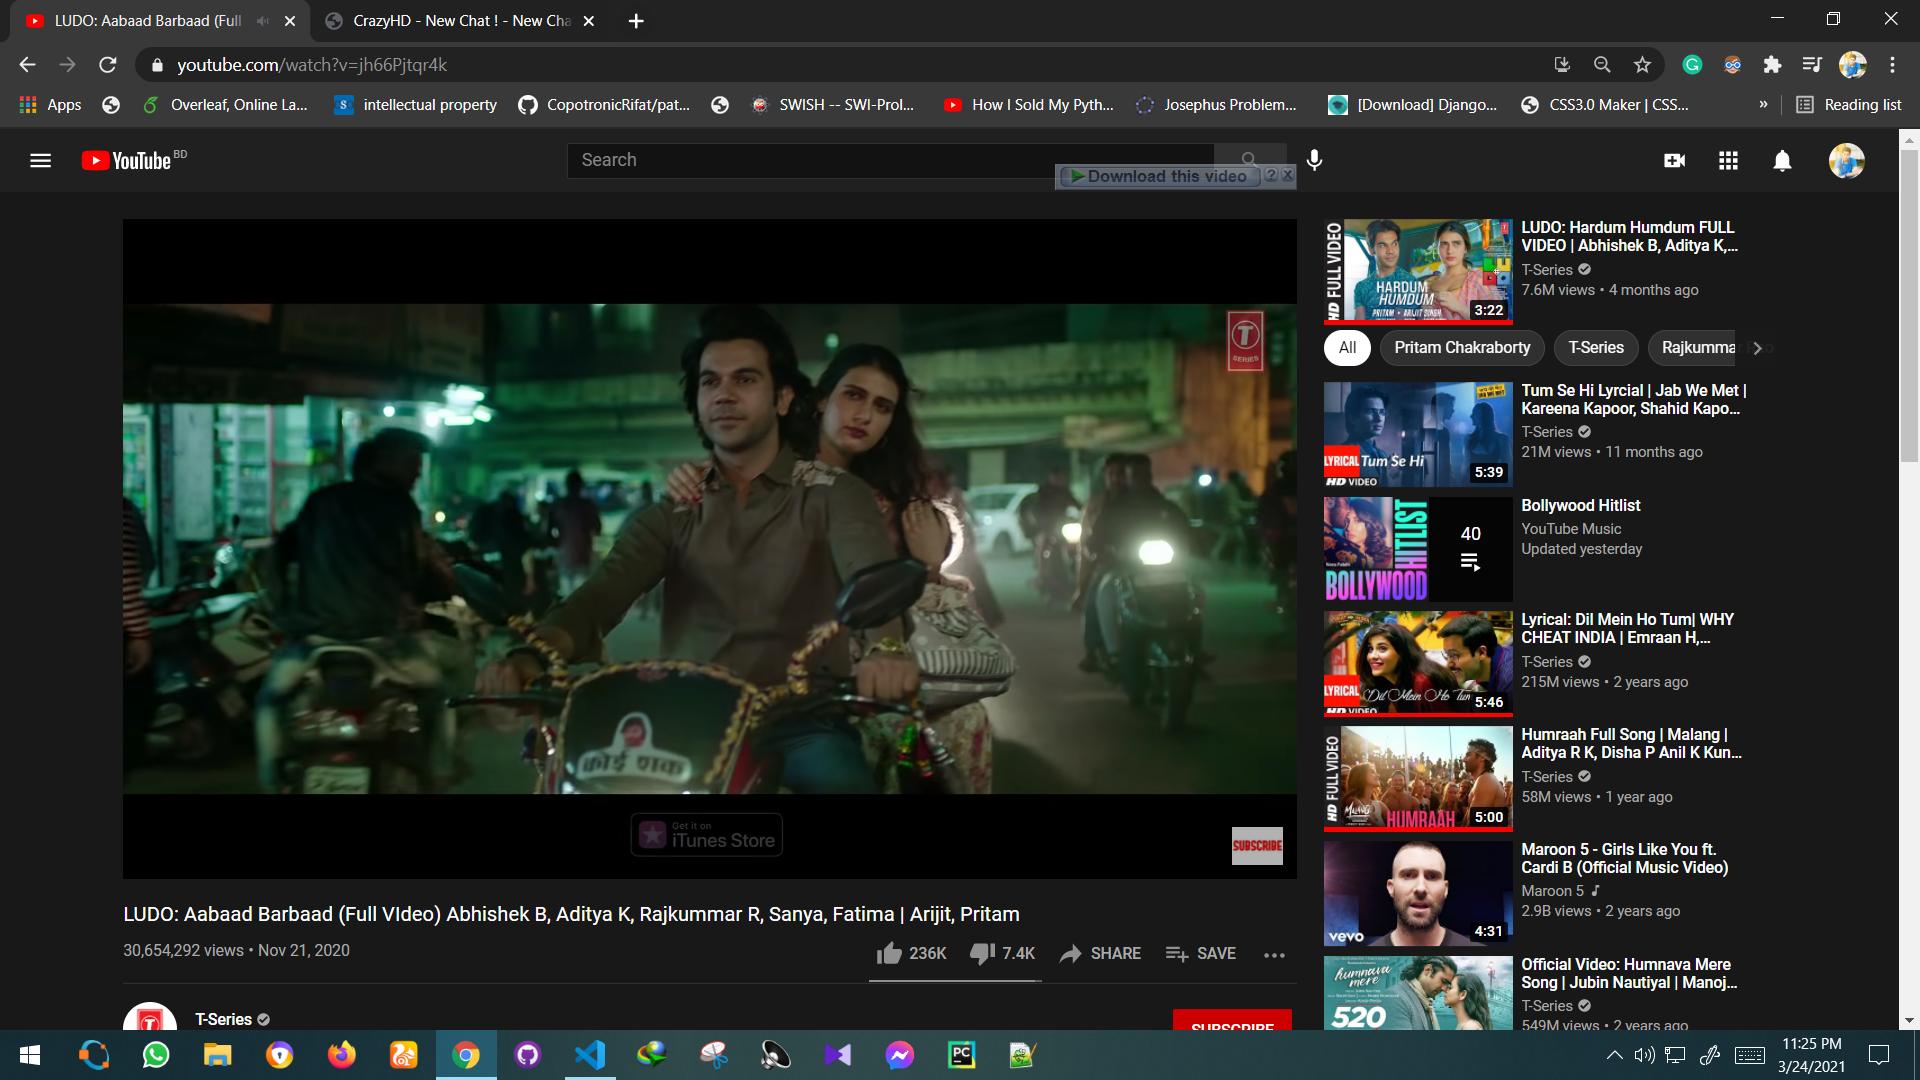 LUDO: Aabaad Barbaad (Full
CrazyHD - New Chat ! - New Cha
youtube.com/watch?v=jh66Pjtqr4k
Apps
Overleaf, Online La...
intellectual property
CopotronicRifat/pat...
SWISH -- SWI-Prol...
How I Sold My Pyth...
Josephus Problem...
[Download] Django...
CSS3.0 Maker | CSS...
»
Reading list
YouTube BD
Search
Download this video
T
SERIES
कोई शक
Get it on
iTunes Store
SUBSCRIBE
LUDO: Aabaad Barbaad (Full VIdeo) Abhishek B, Aditya K, Rajkummar R, Sanya, Fatima | Arijit, Pritam
30,654,292 views • Nov 21, 2020
236K
7.4K
SHARE
SAVE
T-Series
SUBSCRIBE
HD FULL VIDEO
HARDUM
HUMDUM
PRITAM • ARIJIT SINGH
3:22
LUDO: Hardum Humdum FULL
VIDEO | Abhishek B, Aditya K,...
T-Series
7.6M views • 4 months ago
All
Pritam Chakraborty
T-Series
Rajkummar
LYRICAL Tum Se Hi
HD VIDEO
5:39
Tum Se Hi Lyrcial | Jab We Met |
Kareena Kapoor, Shahid Kapo...
T-Series
21M views • 11 months ago
BOLLYWOOD
HITLIST
40
Bollywood Hitlist
YouTube Music
Updated yesterday
LYRICAL Dil Mein Ho Tum
HD VIDEO
5:46
Lyrical: Dil Mein Ho Tum| WHY
CHEAT INDIA | Emraan H,...
T-Series
215M views • 2 years ago
HD FULL VIDEO
MALANG
HUMRAAH
5:00
Humraah Full Song | Malang |
Aditya R K, Disha P Anil K Kun...
T-Series
58M views • 1 year ago
vevo
4:31
Maroon 5 - Girls Like You ft.
Cardi B (Official Music Video)
Maroon 5
2.9B views • 2 years ago
humnava
mere
520
Official Video: Humnava Mere
Song | Jubin Nautiyal | Manoj...
T-Series
549M views • 2 years ago
PC
11:25 PM
3/24/2021